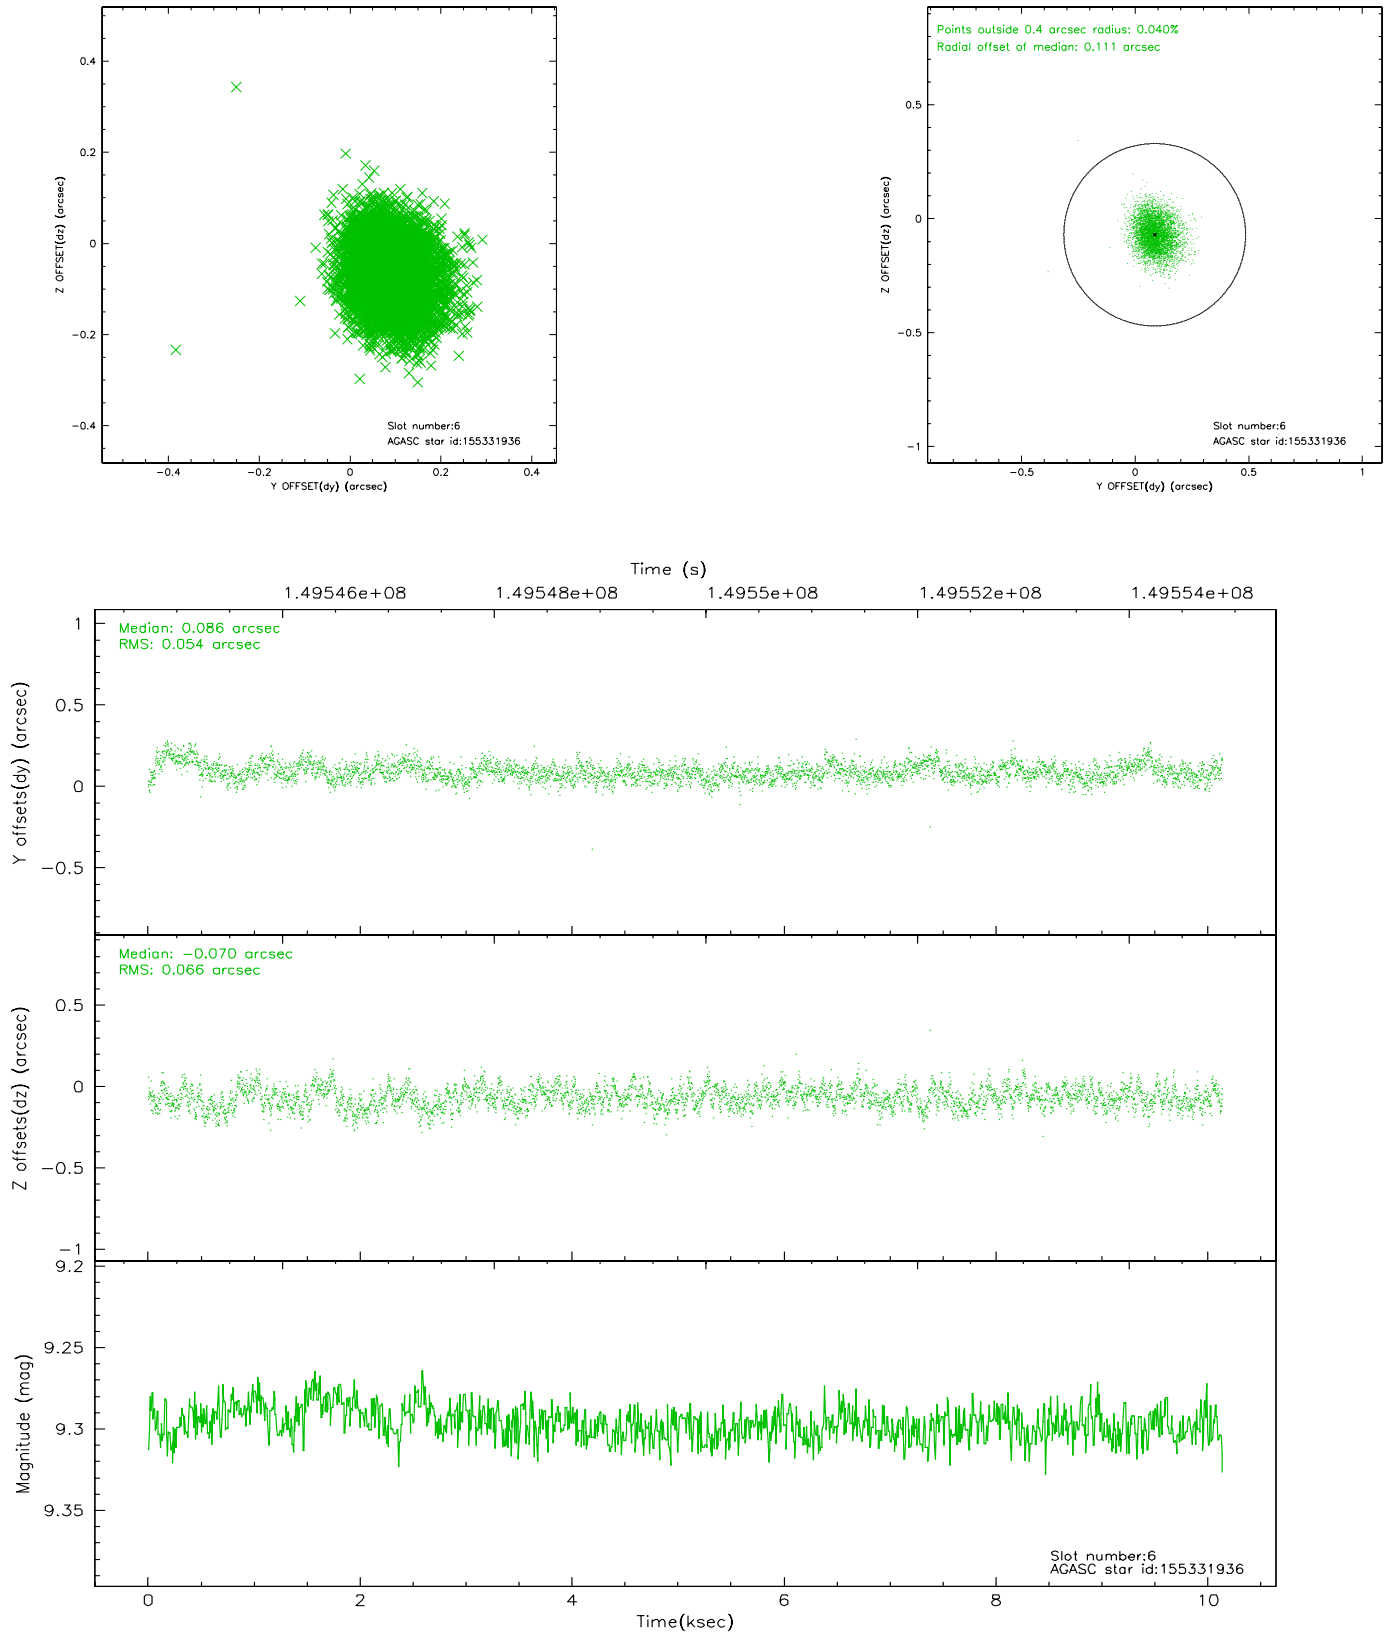 0.4
0.2
0
−0.2
−0.4
Z OFFSET(dz) (arcsec)
Slot number:6
AGASC star id:155331936
−0.4
−0.2
0
0.2
0.4
Y OFFSET(dy) (arcsec)
Points outside 0.4 arcsec radius: 0.040%
Radial offset of median: 0.111 arcsec
0.5
0
−0.5
−1
Z OFFSET(dz) (arcsec)
Slot number:6
AGASC star id:155331936
−0.5
0
0.5
1
Y OFFSET(dy) (arcsec)
Time (s)
1.49546e+08
1.49548e+08
1.4955e+08
1.49552e+08
1.49554e+08
Median: 0.086 arcsec
RMS: 0.054 arcsec
1
0.5
0
−0.5
Y offsets(dy) (arcsec)
Median: −0.070 arcsec
RMS: 0.066 arcsec
0.5
0
−0.5
−1
Z offsets(dz) (arcsec)
9.2
9.25
9.3
9.35
Magnitude (mag)
Slot number:6
AGASC star id:155331936
0
2
4
6
8
10
Time(ksec)